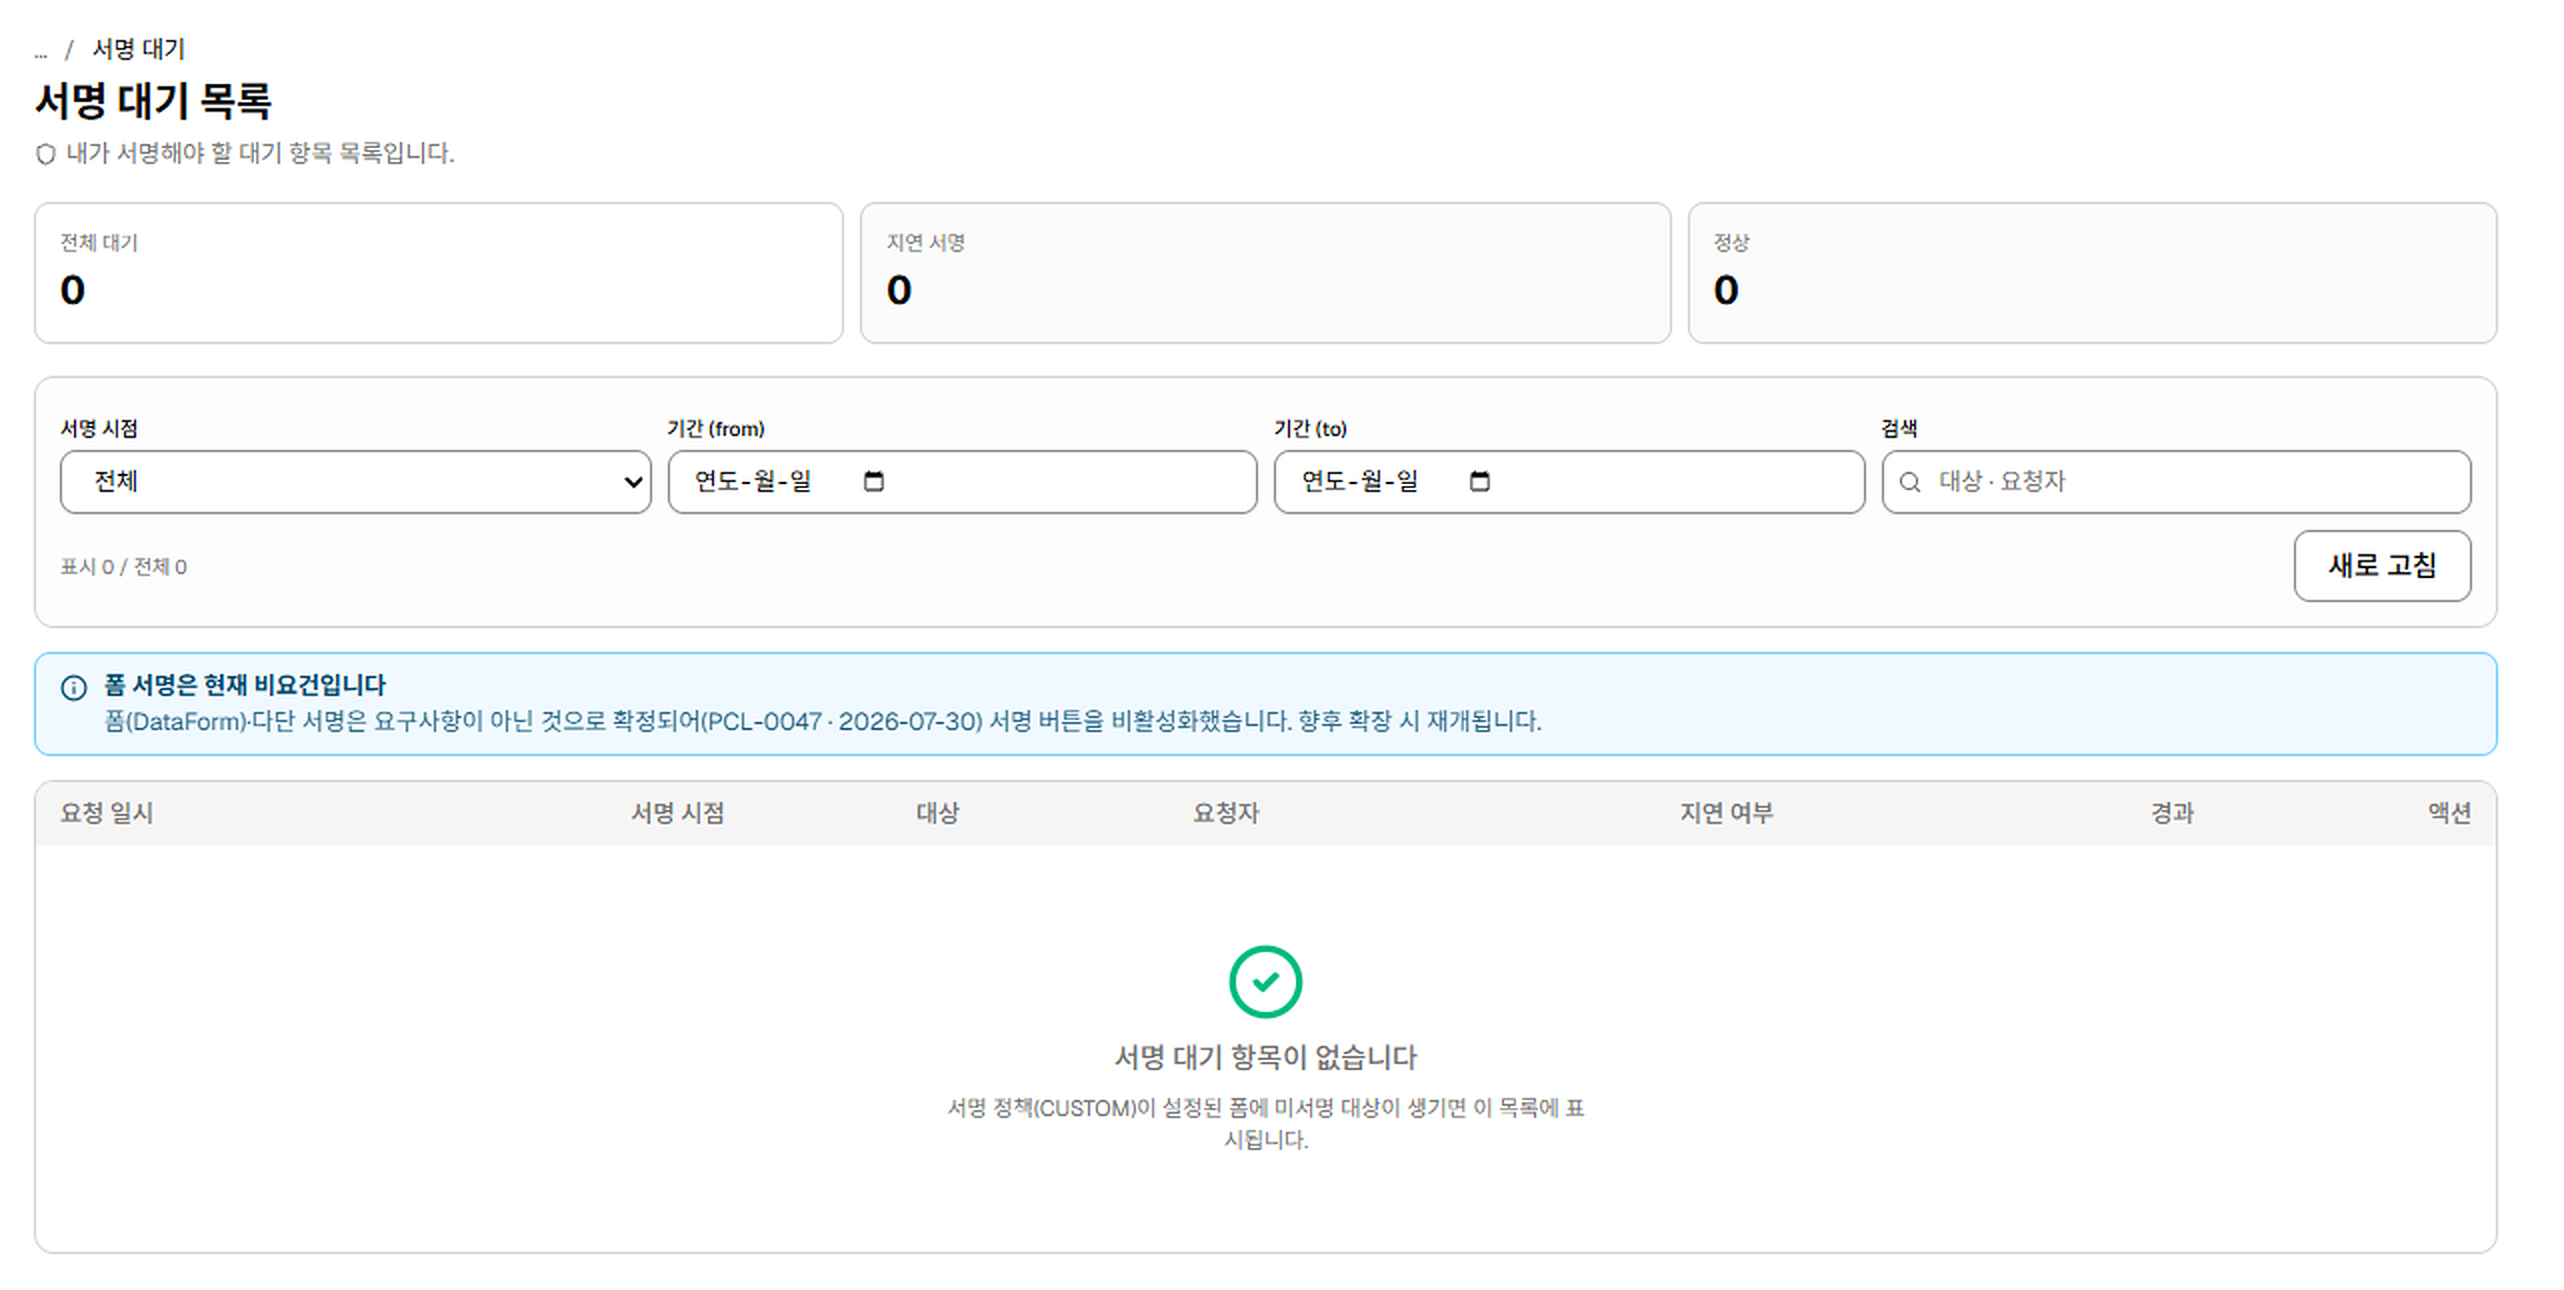 … / 서명 대기
서명 대기 목록
내가 서명해야 할 대기 항목 목록입니다.
전체 대기
0
지연 서명
0
정상
0
서명 시점
전체
기간 (from)
연도-월-일
기간 (to)
연도-월-일
검색
대상 · 요청자
표시 0 / 전체 0
새로 고침
폼 서명은 현재 비요건입니다
폼(DataForm)·다단 서명은 요구사항이 아닌 것으로 확정되어(PCL-0047 · 2026-07-30) 서명 버튼을 비활성화했습니다. 향후 확장 시 재개됩니다.
요청 일시 서명 시점 대상 요청자 지연 여부 경과 액션
서명 대기 항목이 없습니다
서명 정책(CUSTOM)이 설정된 폼에 미서명 대상이 생기면 이 목록에 표
시됩니다.